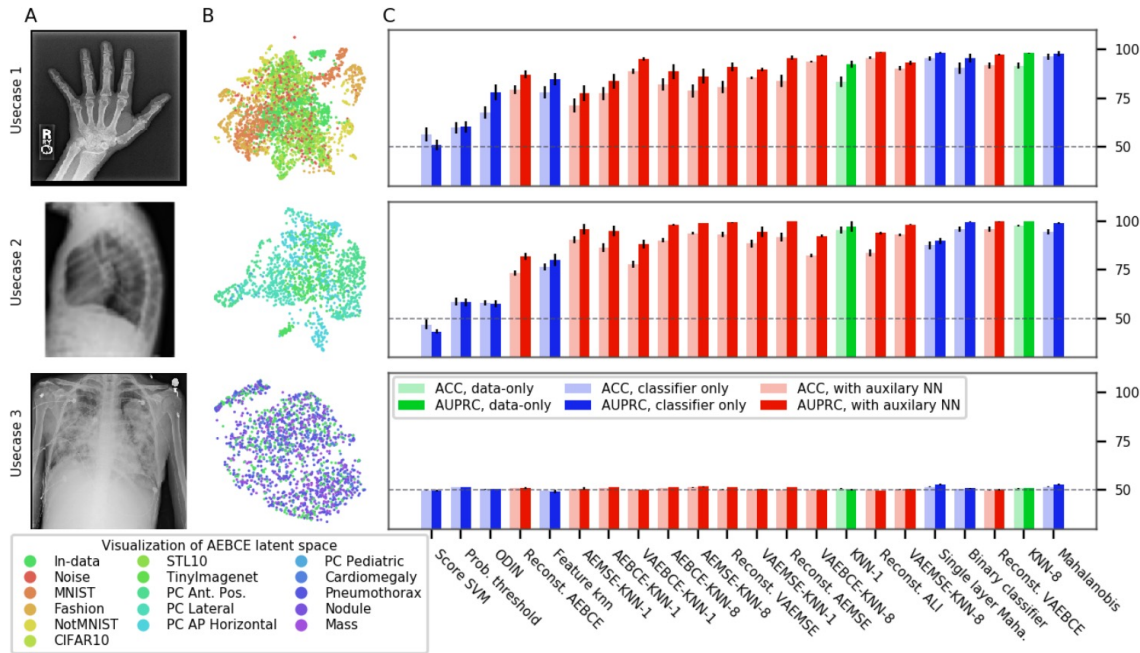 A
B
C
Usecase 1
R
100
75
50
Usecase 2
100
75
50
Usecase 3
ACC, data-only
AUPRC, data-only
ACC, classifier only
AUPRC, classifier only
ACC, with auxilary NN
AUPRC, with auxilary NN
100
75
50
Visualization of AEBCE latent space
In-data
Noise
MNIST
Fashion
NotMNIST
CIFAR10
STL10
TinyImagenet
PC Ant. Pos.
PC Lateral
PC AP Horizontal
PC Pediatric
Cardiomegaly
Pneumothorax
Nodule
Mass
Score SVM
Prob. threshold
ODIN
Reconst. AEBCE
Feature knn
AEMSE-KNN-1
AEBCE-KNN-1
VAEBCE-KNN-1
AEBCE-KNN-8
AEMSE-KNN-8
Reconst. VAEMSE
VAEMSE-KNN-1
Reconst. AEMSE
VAEBCE-KNN-8
KNN-1
Reconst. ALI
VAEMSE-KNN-8
Single layer Maha.
Binary classifier
Reconst. VAEBCE
KNN-8
Mahalanobis